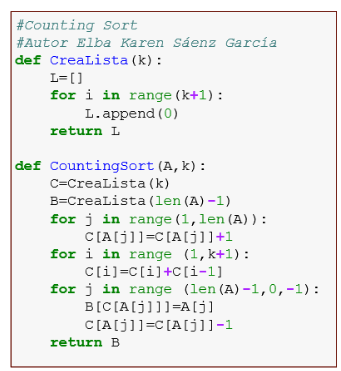 #Counting Sort
#Autor Elba Karen Sáenz García
def CreaLista(k):
    L=[]
    for i in range(k+1):
        L.append(0)
    return L

def CountingSort(A,k):
    C=CreaLista(k)
    B=CreaLista(len(A)-1)
    for j in range(1,len(A)):
        C[A[j]]=C[A[j]]+1
    for i in range (1,k+1):
        C[i]=C[i]+C[i-1]
    for j in range (len(A)-1,0,-1):
        B[C[A[j]]]=A[j]
        C[A[j]]=C[A[j]]-1
    return B